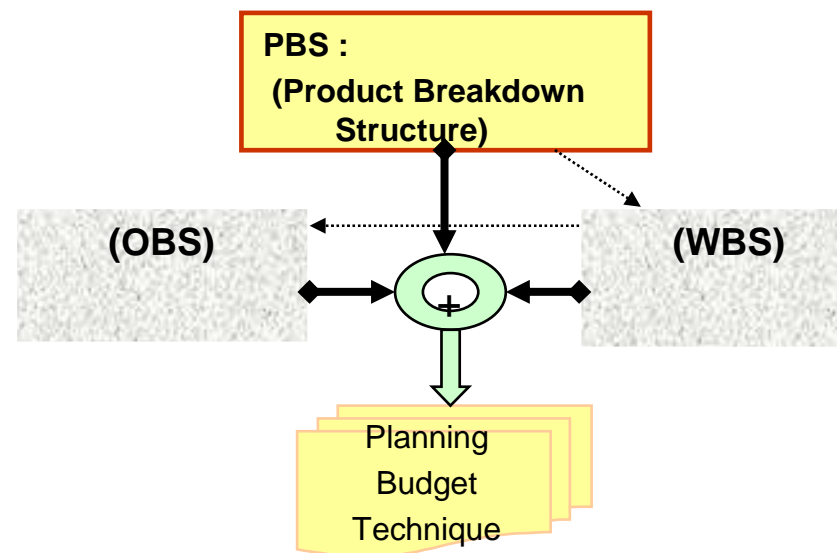 PBS :
(Product Breakdown
Structure)
(OBS)
(WBS)
+
Planning
Budget
Technique